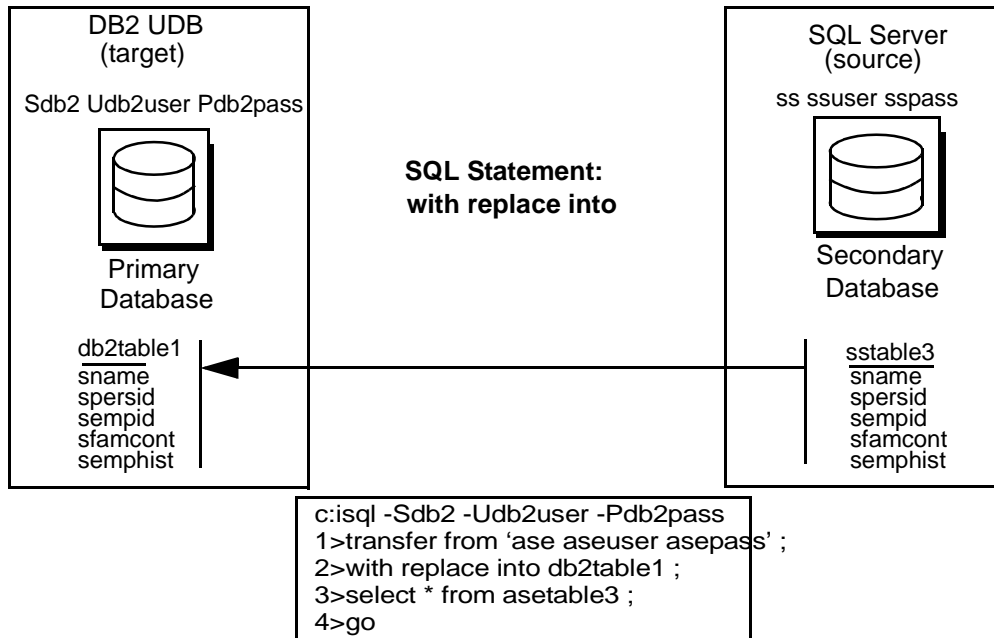 DB2 UDB
(target)
Sdb2 Udb2user Pdb2pass
Primary
Database
db2table1
sname
spersid
sempid
sfamcont
semphist
SQL Statement:
with replace into
SQL Server
(source)
ss ssuser sspass
Secondary
Database
sstable3
sname
spersid
sempid
sfamcont
semphist
c:isql -Sdb2 -Udb2user -Pdb2pass
1>transfer from ‘ase aseuser asepass’ ;
2>with replace into db2table1 ;
3>select * from asetable3 ;
4>go